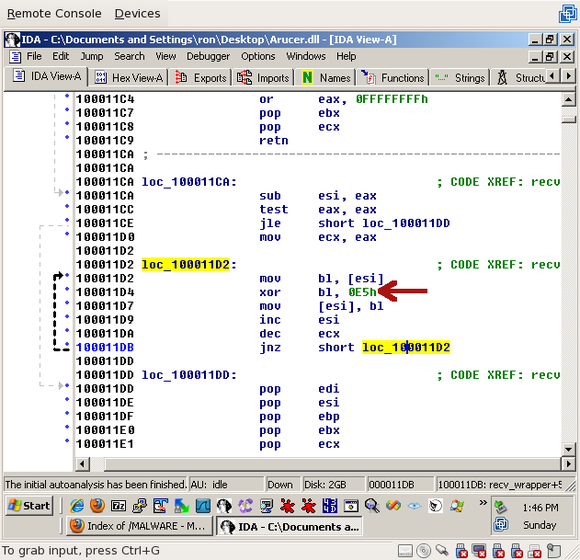 Remote Console Devices
IDA - C:\Documents and Settings\ron\Desktop\Arucer.dll - [IDA View-A]
File Edit Jump Search View Debugger Options Windows Help
IDA View-A Hex View-A Exports Imports N Names Functions "..." Strings Struct
100011C4 or eax, 0FFFFFFFFh
100011C7 pop ebx
100011C8 pop ecx
100011C9 retn
100011CA ; ----------------------------------------
100011CA
100011CA loc_100011CA: ; CODE XREF: recv
100011CA sub esi, eax
100011CC test eax, eax
100011CE jle short loc_100011DD
100011D0 mov ecx, eax
100011D2
100011D2 loc_100011D2: ; CODE XREF: recv
100011D2 mov bl, [esi]
100011D4 xor bl, 0E5h
100011D7 mov [esi], bl
100011D9 inc esi
100011DA dec ecx
100011DB jnz short loc_100011D2
100011DD
100011DD loc_100011DD: ; CODE XREF: recv
100011DD pop edi
100011DE pop esi
100011DF pop ebp
100011E0 pop ebx
100011E1 pop ecx
The initial autoanalysis has been finished. AU: idle Down Disk: 2GB 000011DB 100011DB: recv_wrapper+5
Start 1:46 PM
Index of /MALWARE - M... IDA - C:\Documents a... Sunday
To grab input, press Ctrl+G